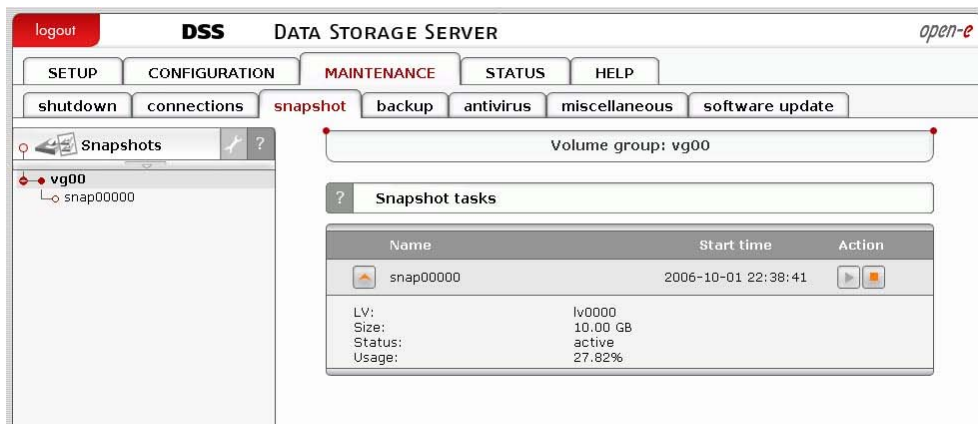 logout DSS DATA STORAGE SERVER open-e
SETUP CONFIGURATION MAINTENANCE STATUS HELP
shutdown connections snapshot backup antivirus miscellaneous software update
Snapshots ?
vg00
snap00000
Volume group: vg00
? Snapshot tasks
Name Start time Action
snap00000 2006-10-01 22:38:41
LV: lv0000
Size: 10.00 GB
Status: active
Usage: 27.82%